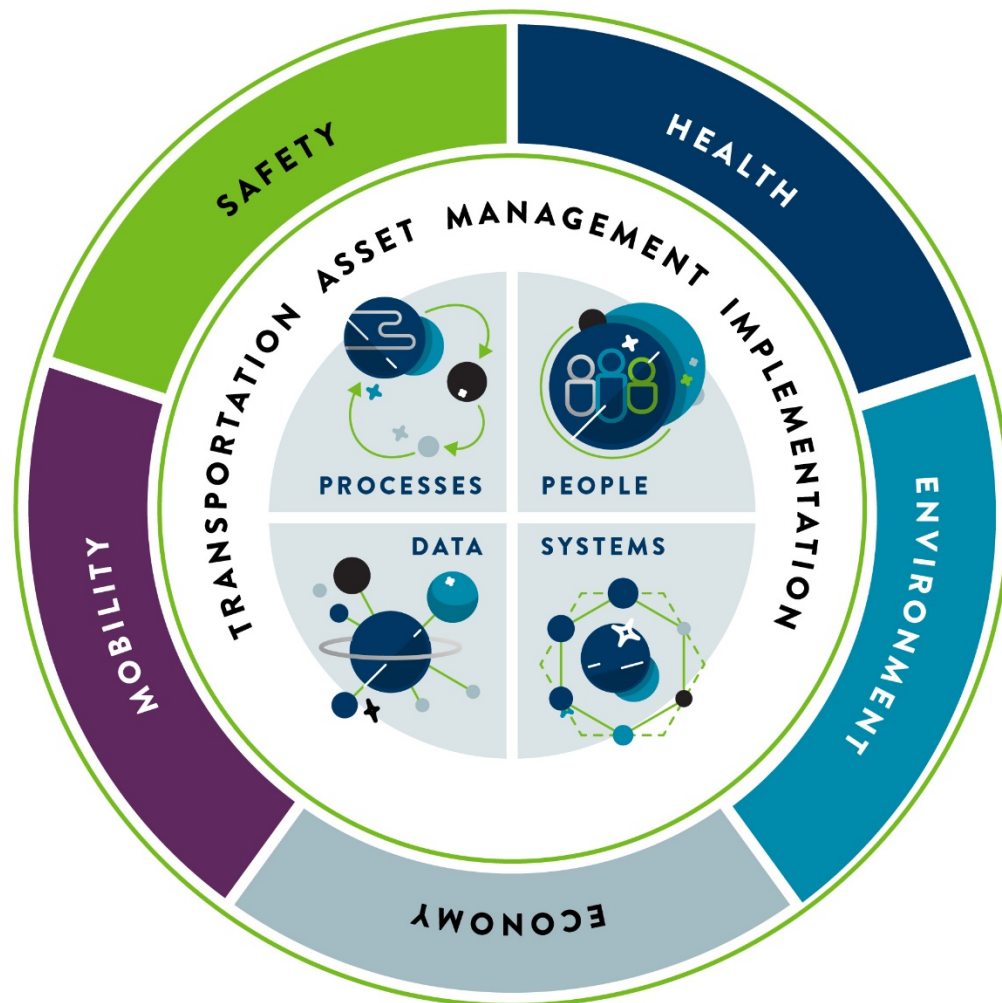 SAFETY
HEALTH
ENVIRONMENT
ECONOMY
MOBILITY
TRANSPORTATION ASSET MANAGEMENT IMPLEMENTATION
PROCESSES
PEOPLE
DATA
SYSTEMS